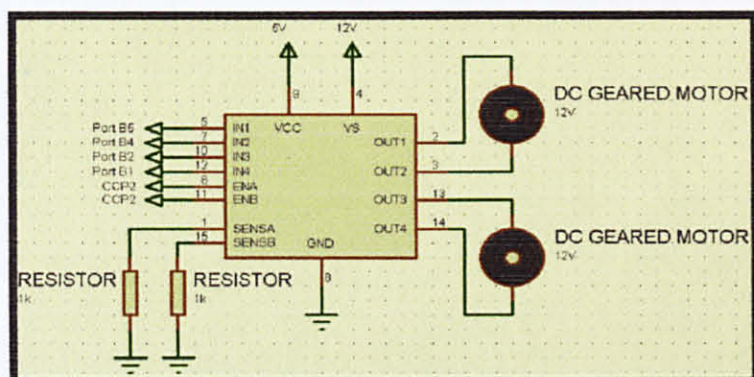 5V 12V
9 4
Port B5 5 IN1 VCC VS
Port B4 7 IN2 OUT1 2
Port B2 10 IN3
Port B1 12 IN4 OUT2 3
CCP2 6 ENA OUT3 13
CCP2 11 ENB
1 SENSA OUT4 14
15 SENSB GND
8
DC GEARED MOTOR
12V
DC GEARED MOTOR
12V
RESISTOR RESISTOR
1k 1k